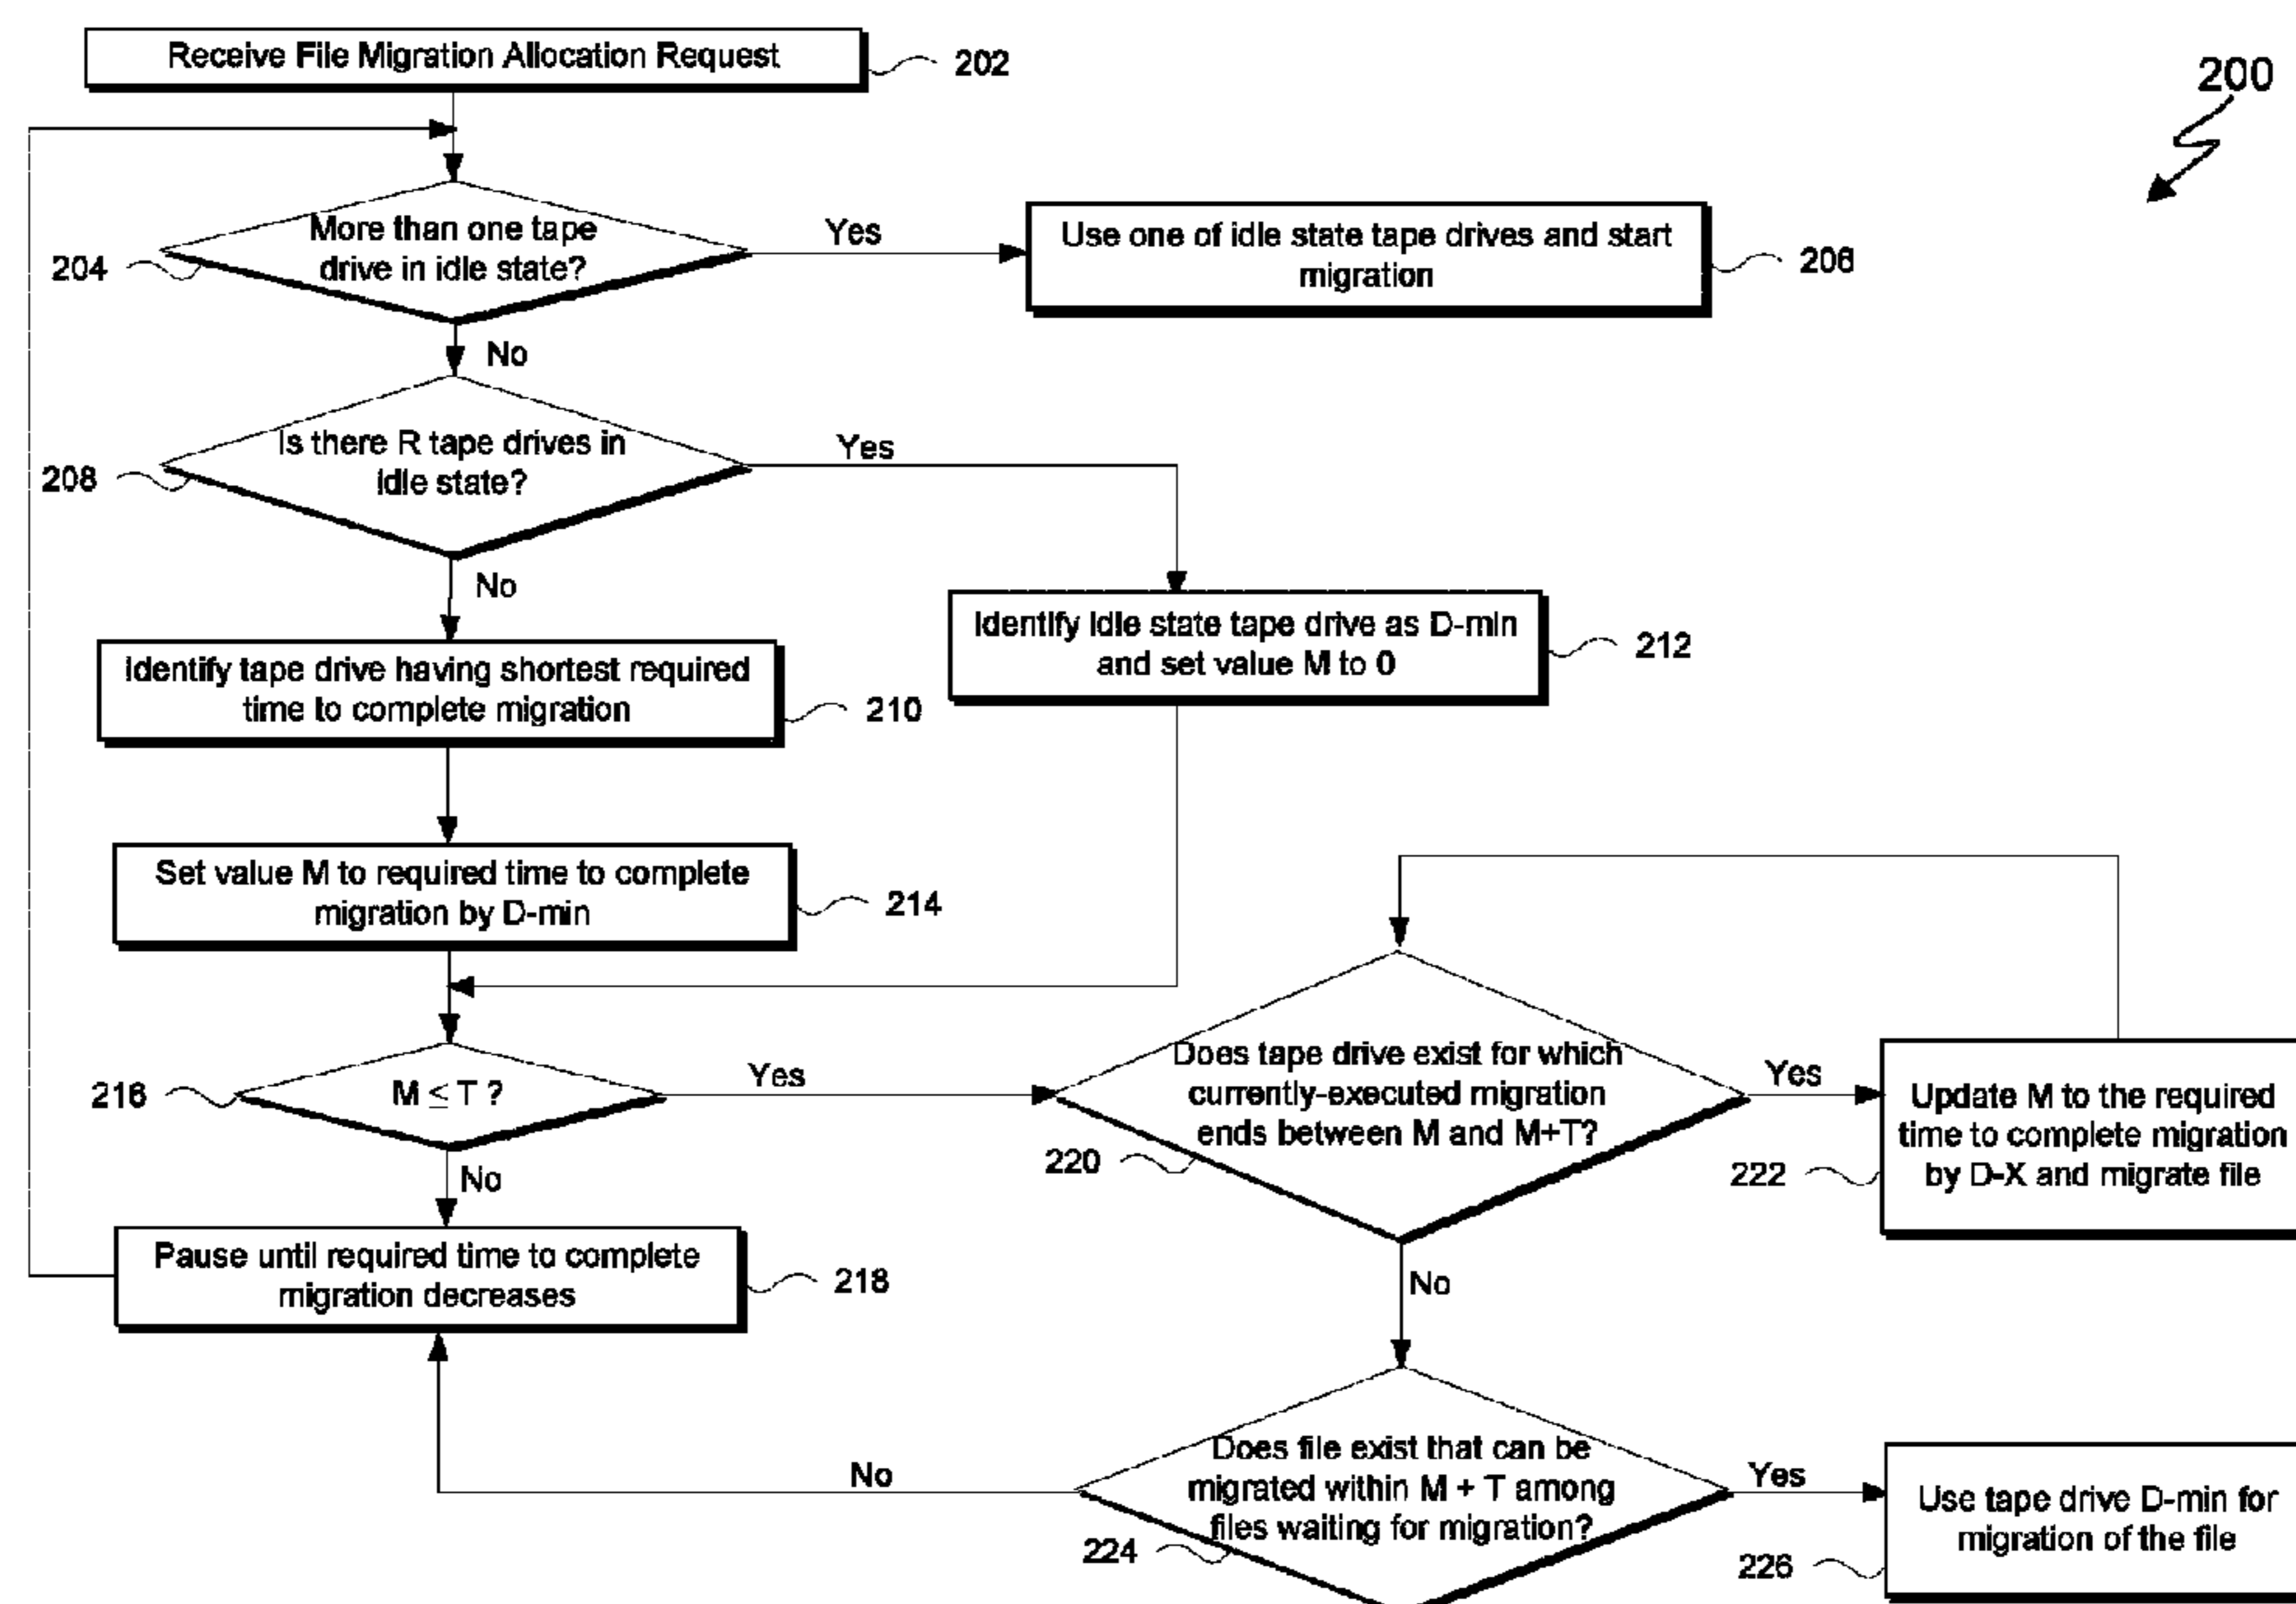 Receive File Migration Allocation Request
202
200
More than one tape
drive in idle state?
204
Yes
Use one of idle state tape drives and start
migration
206
No
Is there R tape drives in
idle state?
208
Yes
No
Identify idle state tape drive as D-min
and set value M to 0
212
Identify tape drive having shortest required
time to complete migration
210
Set value M to required time to complete
migration by D-min
214
M ≤ T ?
216
Yes
No
Does tape drive exist for which
currently-executed migration
ends between M and M+T?
220
Yes
Update M to the required
time to complete migration
by D-X and migrate file
222
No
Pause until required time to complete
migration decreases
218
Does file exist that can be
migrated within M + T among
files waiting for migration?
224
No
Yes
Use tape drive D-min for
migration of the file
226